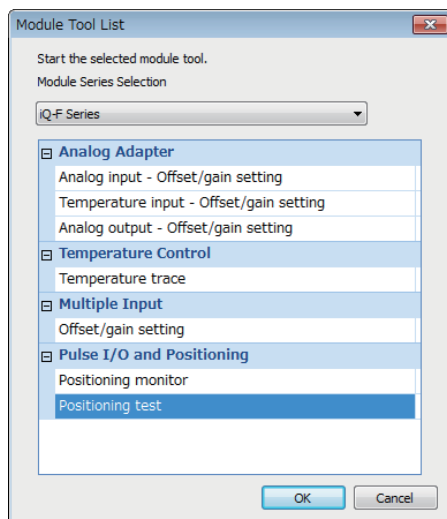 Module Tool List
Start the selected module tool.
Module Series Selection
iQ-F Series
Analog Adapter
Analog input - Offset/gain setting
Temperature input - Offset/gain setting
Analog output - Offset/gain setting
Temperature Control
Temperature trace
Multiple Input
Offset/gain setting
Pulse I/O and Positioning
Positioning monitor
Positioning test
OK Cancel